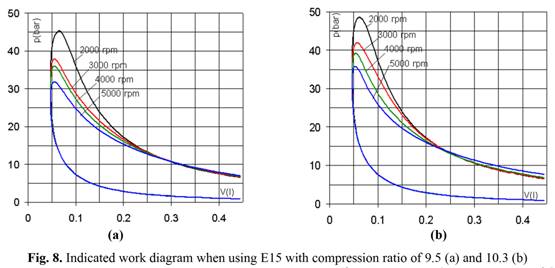 50
40
30
20
10
0
p(bar)
2000 rpm
3000 rpm
4000 rpm
5000 rpm
V(l)
0
0.1
0.2
0.3
0.4
(a)
50
40
30
20
10
0
p(bar)
2000 rpm
3000 rpm
4000 rpm
5000 rpm
V(l)
0
0.1
0.2
0.3
0.4
(b)
Fig. 8. Indicated work diagram when using E15 with compression ratio of 9.5 (a) and 10.3 (b)